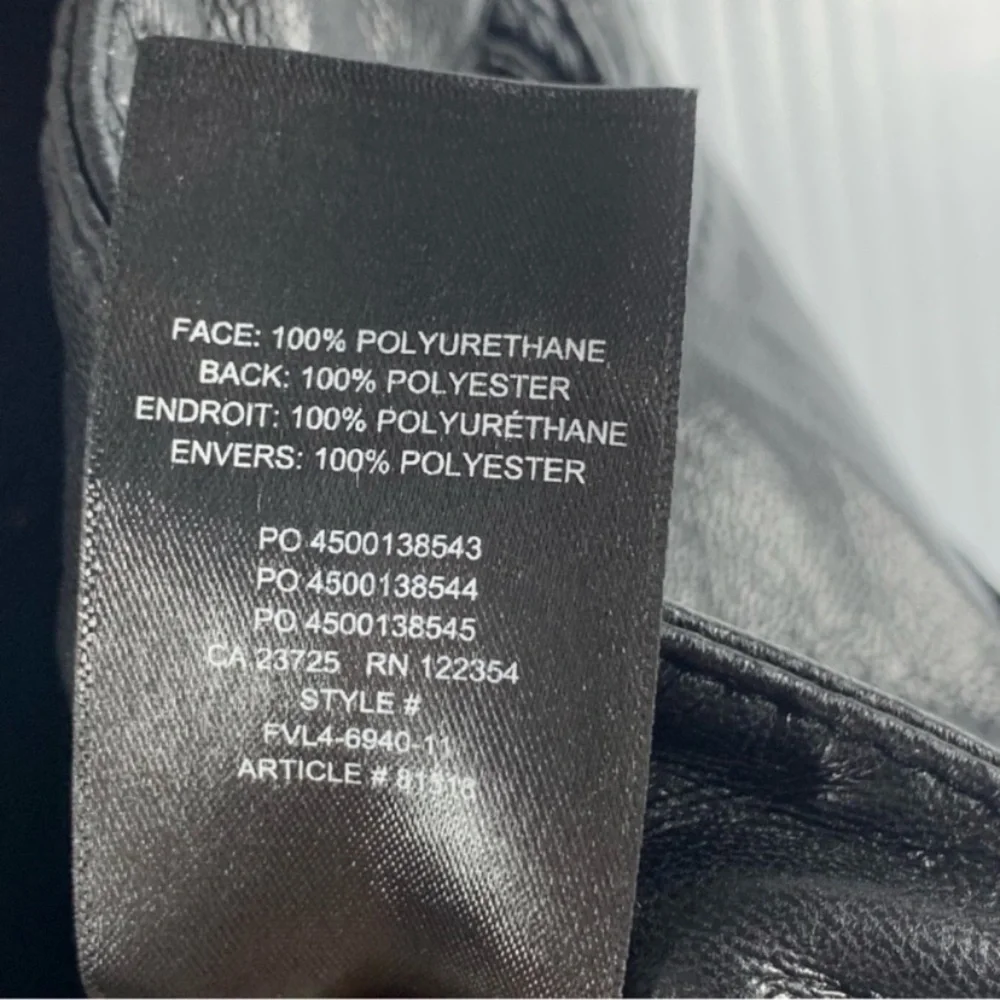 FACE: 100% POLYURETHANE
BACK: 100% POLYESTER
ENDROIT: 100% POLYURÉTHANE
ENVERS: 100% POLYESTER
PO 4500138543
PO 4500138544
PO 4500138545
CA 23725 RN 122354
STYLE #
FVL4-6940-11
ARTICLE #